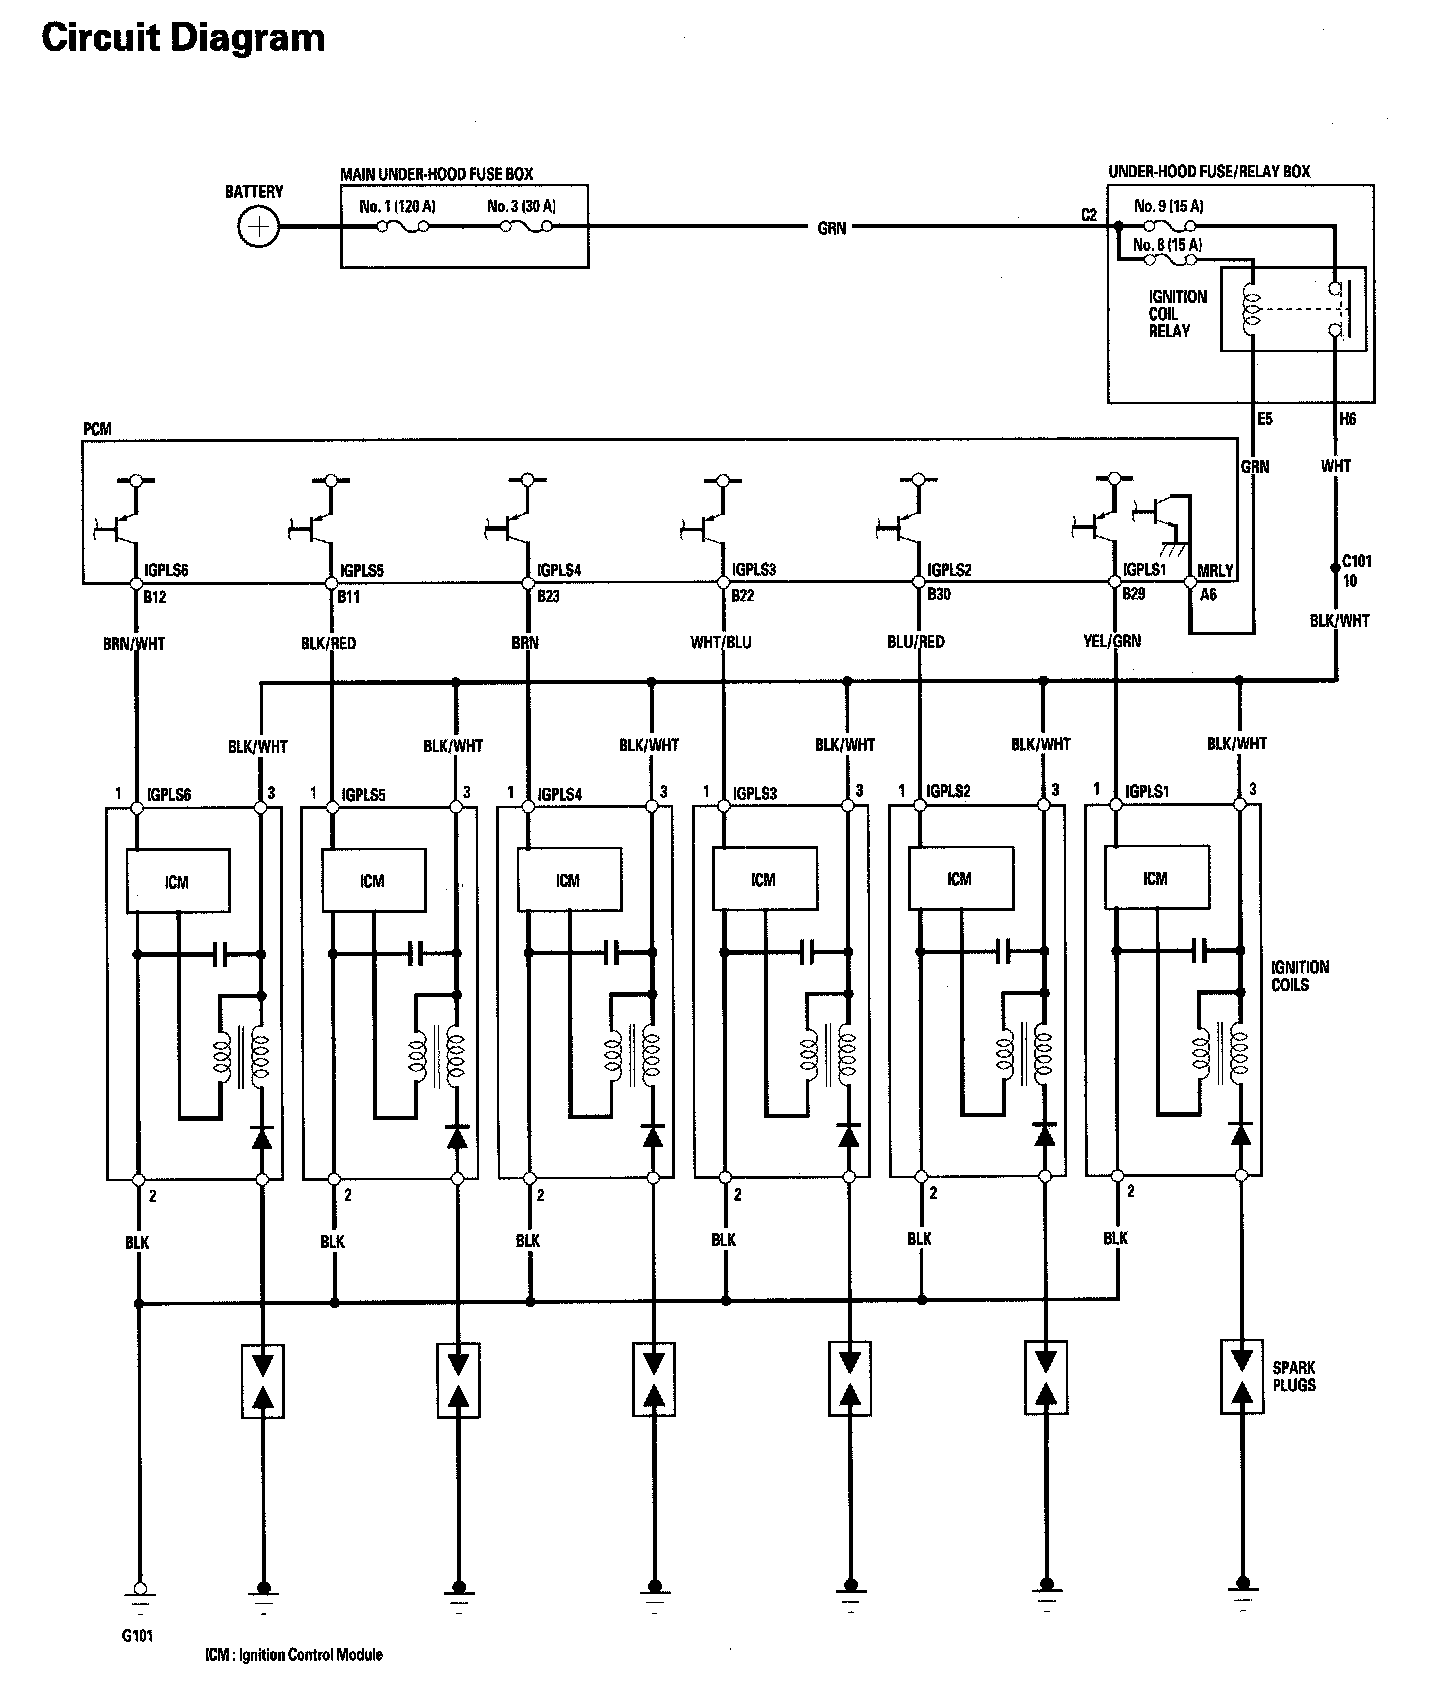 Circuit Diagram
MAIN UNDER-HOOD FUSE BOX
UNDER-HOOD FUSE/RELAY BOX
BATTERY
No. 1 (120 A)
No. 3 (30 A)
GRN
C2
No. 9 (15 A)
No. 8 (15 A)
IGNITION
COIL
RELAY
E5
H6
PCM
GRN
WHT
IGPLS6
IGPLS5
IGPLS4
IGPLS3
IGPLS2
IGPLS1
MRLY
C101
10
B12
B11
B23
B22
B30
B29
A6
BLK/WHT
BRN/WHT
BLK/RED
BRN
WHT/BLU
BLU/RED
YEL/GRN
BLK/WHT
BLK/WHT
BLK/WHT
BLK/WHT
BLK/WHT
BLK/WHT
1 IGPLS6 3
1 IGPLS5 3
1 IGPLS4 3
1 IGPLS3 3
1 IGPLS2 3
1 IGPLS1 3
ICM
ICM
ICM
ICM
ICM
ICM
IGNITION
COILS
2
2
2
2
2
2
BLK
BLK
BLK
BLK
BLK
BLK
SPARK
PLUGS
G101
ICM : Ignition Control Module